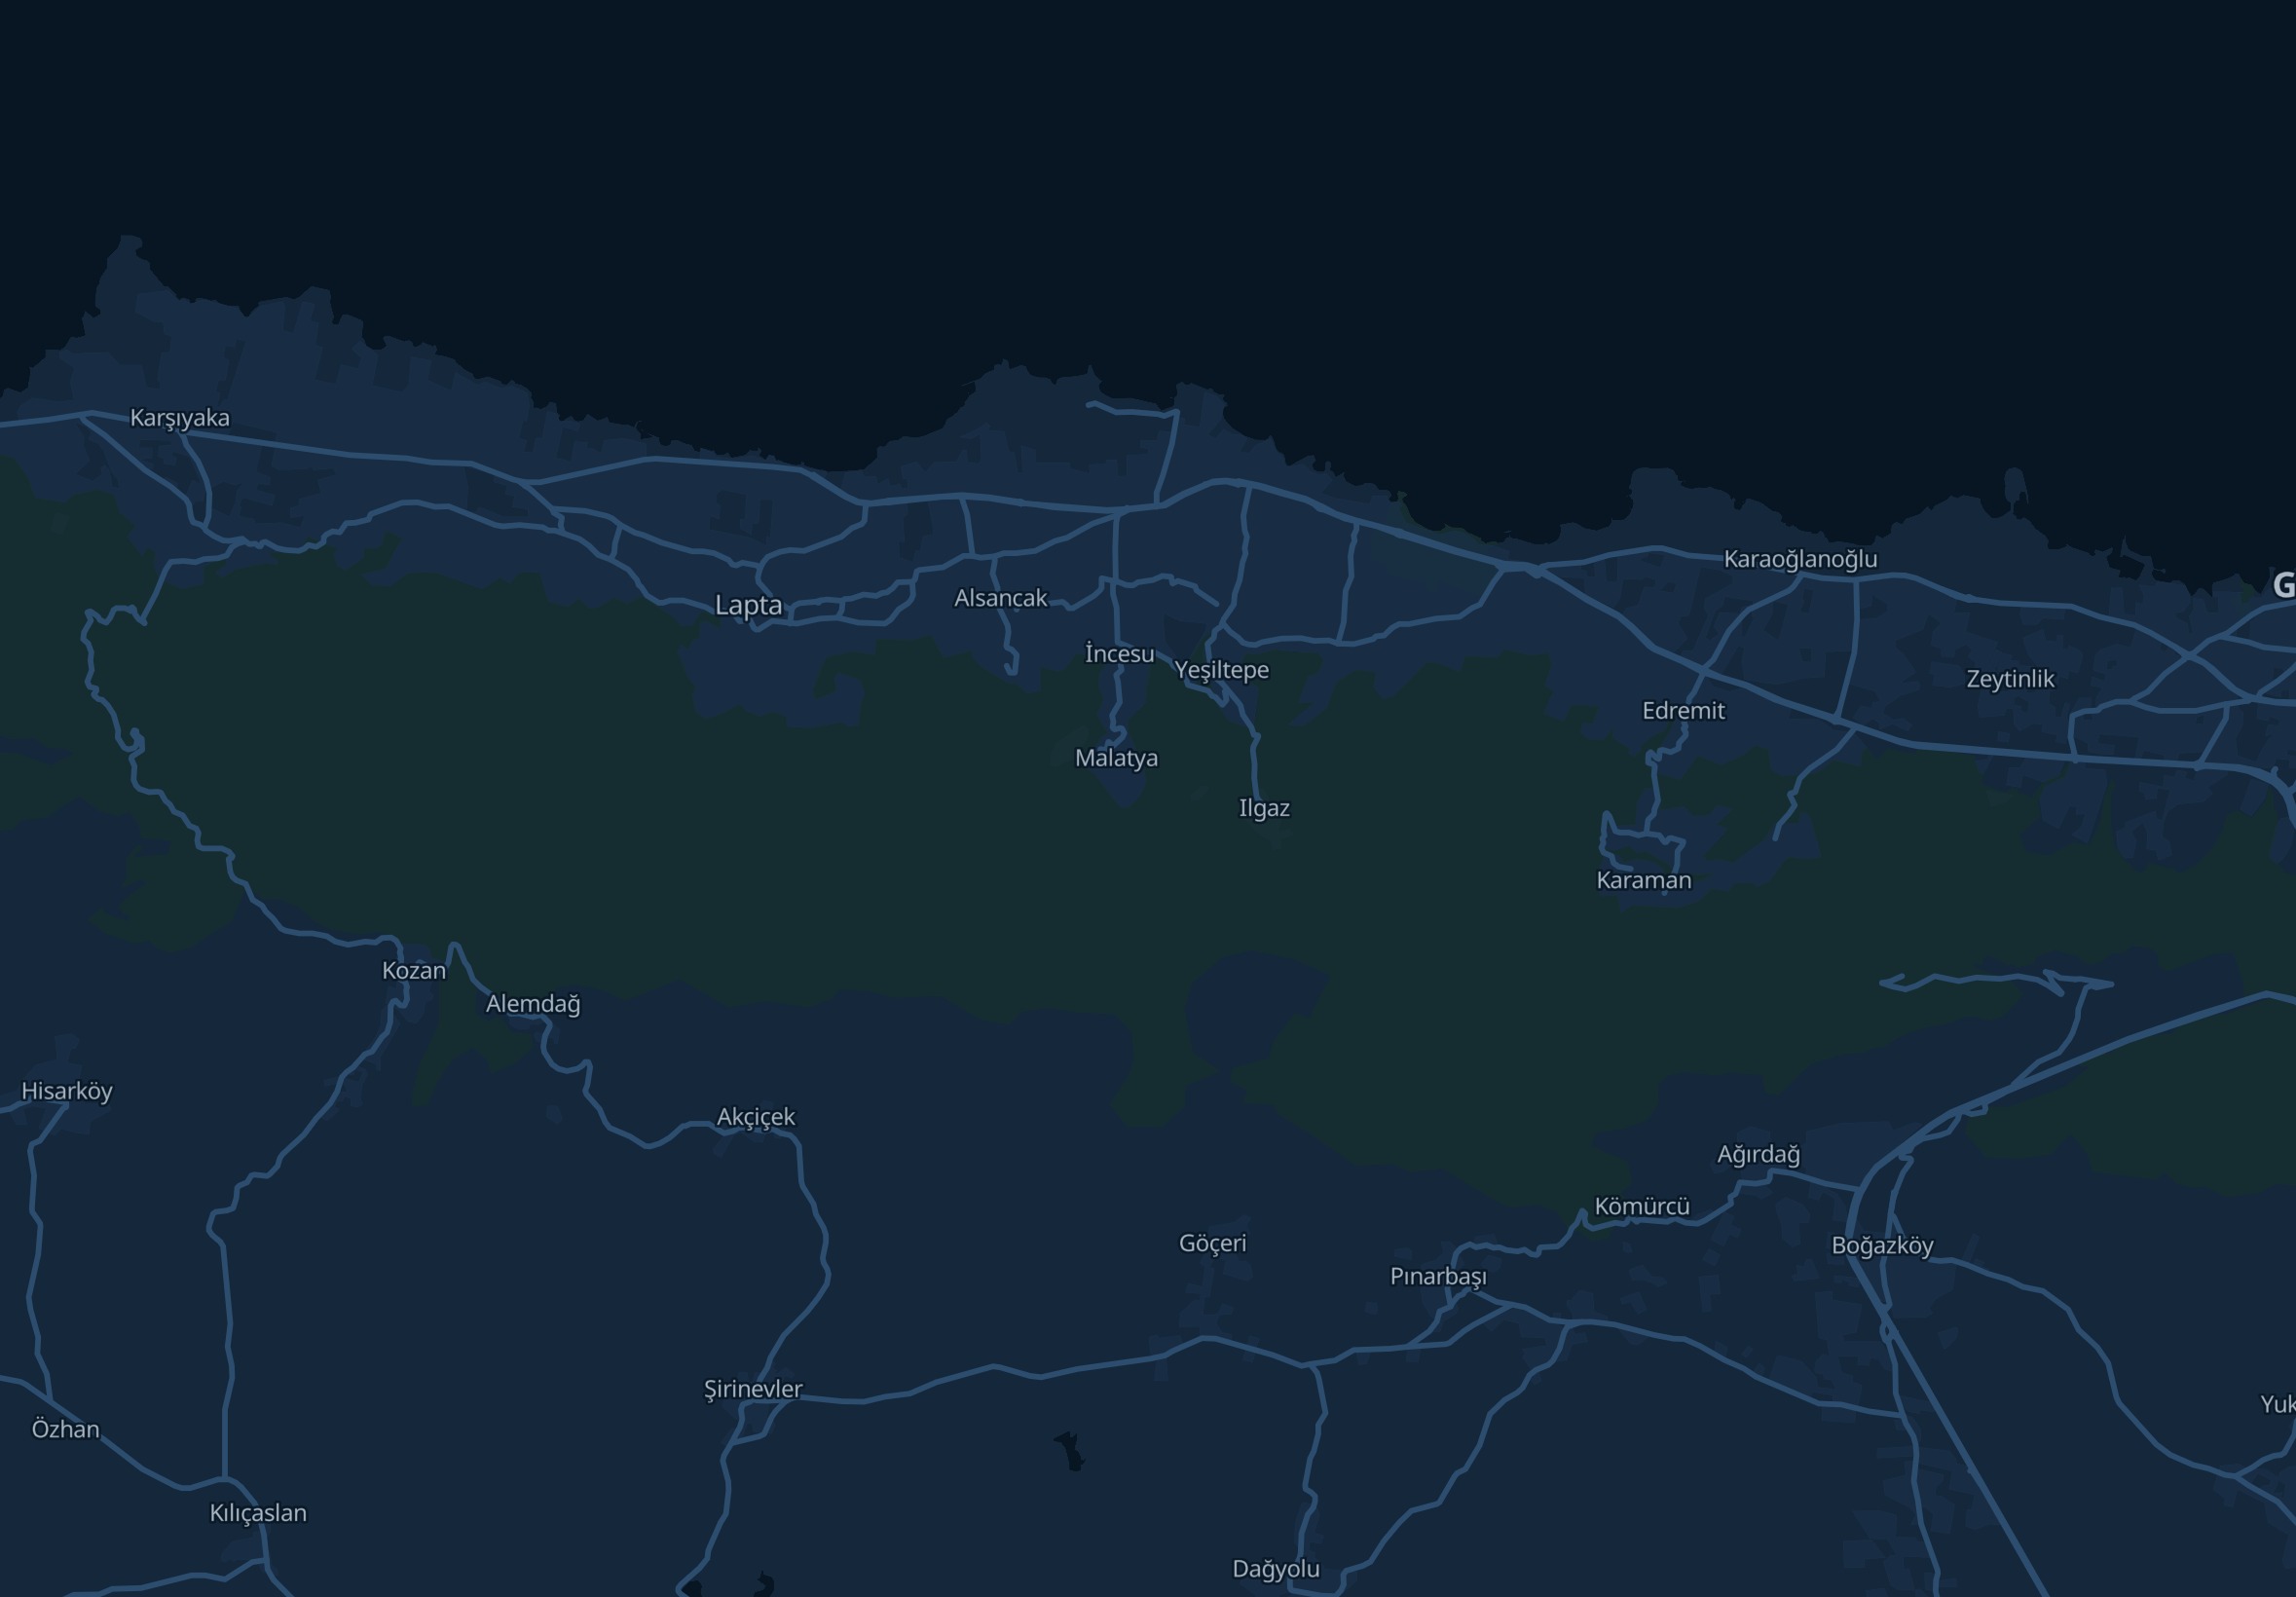 Karşıyaka
Karaoğlanoğlu
G
Lapta
Alsancak
İncesu
Yeşiltepe
Zeytinlik
Edremit
Malatya
Ilgaz
Karaman
Kozan
Alemdağ
Hisarköy
Akçiçek
Ağırdağ
Kömürcü
Göçeri
Boğazköy
Pınarbaşı
Şirinevler
Yuk
Özhan
Kılıçaslan
Dağyolu